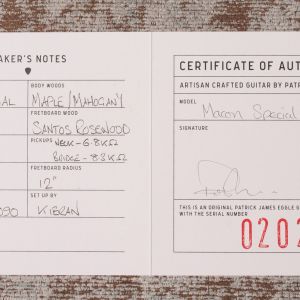 AKER'S NOTES
BODY WOODS
MAPLE/MAHOGANY
FRETBOARD WOOD
SANTOS ROSEWOOD
PICKUPS
NECK - 6.8KΩ
BRIDGE - 8.3KΩ
FRETBOARD RADIUS
12"
SET UP BY
KIERAN
090
CERTIFICATE OF AUT
ARTISAN CRAFTED GUITAR BY PATR
MODEL
Macon Special
SIGNATURE
THIS IS AN ORIGINAL PATRICK JAMES EGGLE G
WITH THE SERIAL NUMBER
0202